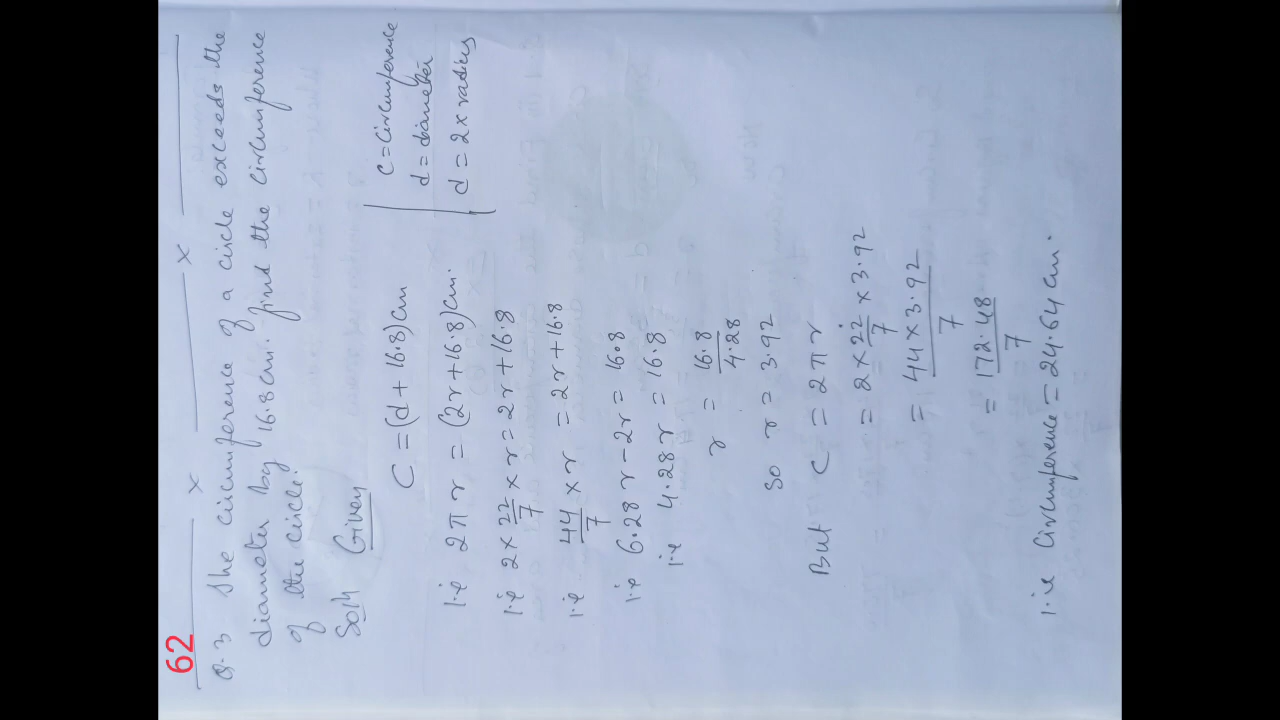 62
x x
Q.3 The circumference of a circle exceeds the
diameter by 16.8 cm. find the circumference
of the circle.
Soln Given
C = (d + 16.8) cm
C = Circumference
d = diameter
d = 2 x radius
i.e 2πr = (2r + 16.8) cm.
i.e 2 x 22/7 x r = 2r + 16.8
i.e 44/7 x r = 2r + 16.8
i.e 6.28 r - 2r = 16.8
i.e 4.28 r = 16.8
r = 16.8/4.28
So r = 3.92
But C = 2πr
= 2 x 22/7 x 3.92
= 44 x 3.92/7
= 172.48/7
i.e Circumference = 24.64 cm.